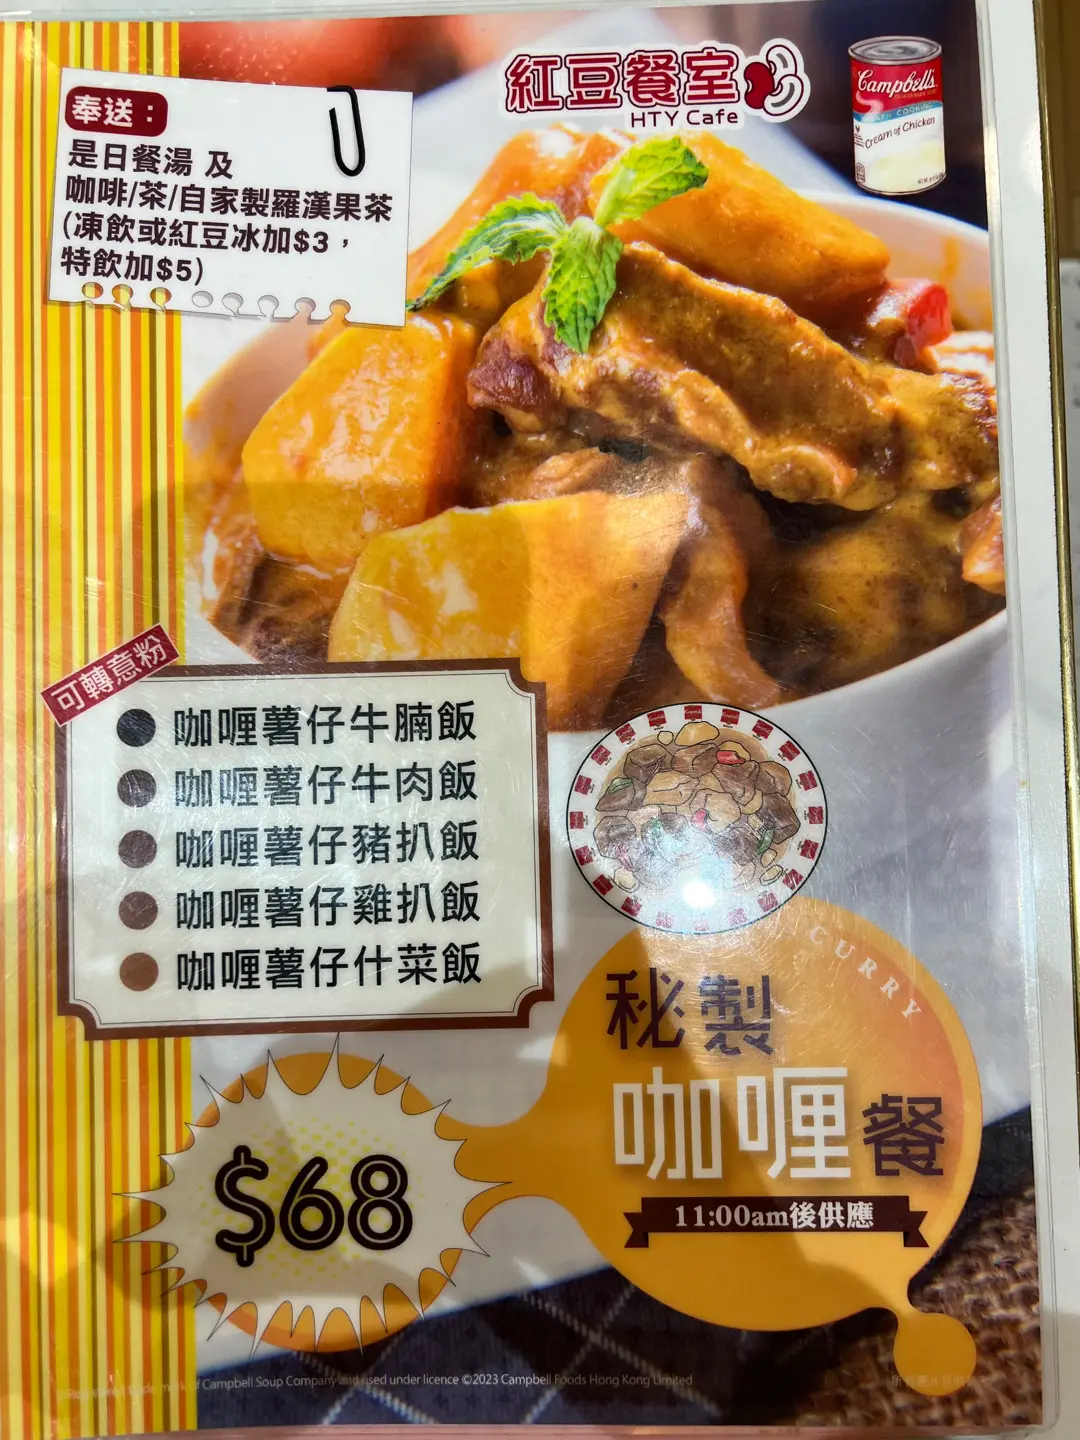 紅豆餐室
HTY Cafe
Campbell's
Cream of Chicken
奉送：
是日餐湯 及
咖啡/茶/自家製羅漢果茶
(凍飲或紅豆冰加$3，
特飲加$5)
可轉意粉
咖喱薯仔牛腩飯
咖喱薯仔牛肉飯
咖喱薯仔豬扒飯
咖喱薯仔雞扒飯
咖喱薯仔什菜飯
CURRY
秘製
咖喱餐
11:00am後供應
$68
of Campbell Soup Company and used under licence ©2023 Campbell Foods Hong Kong Limited